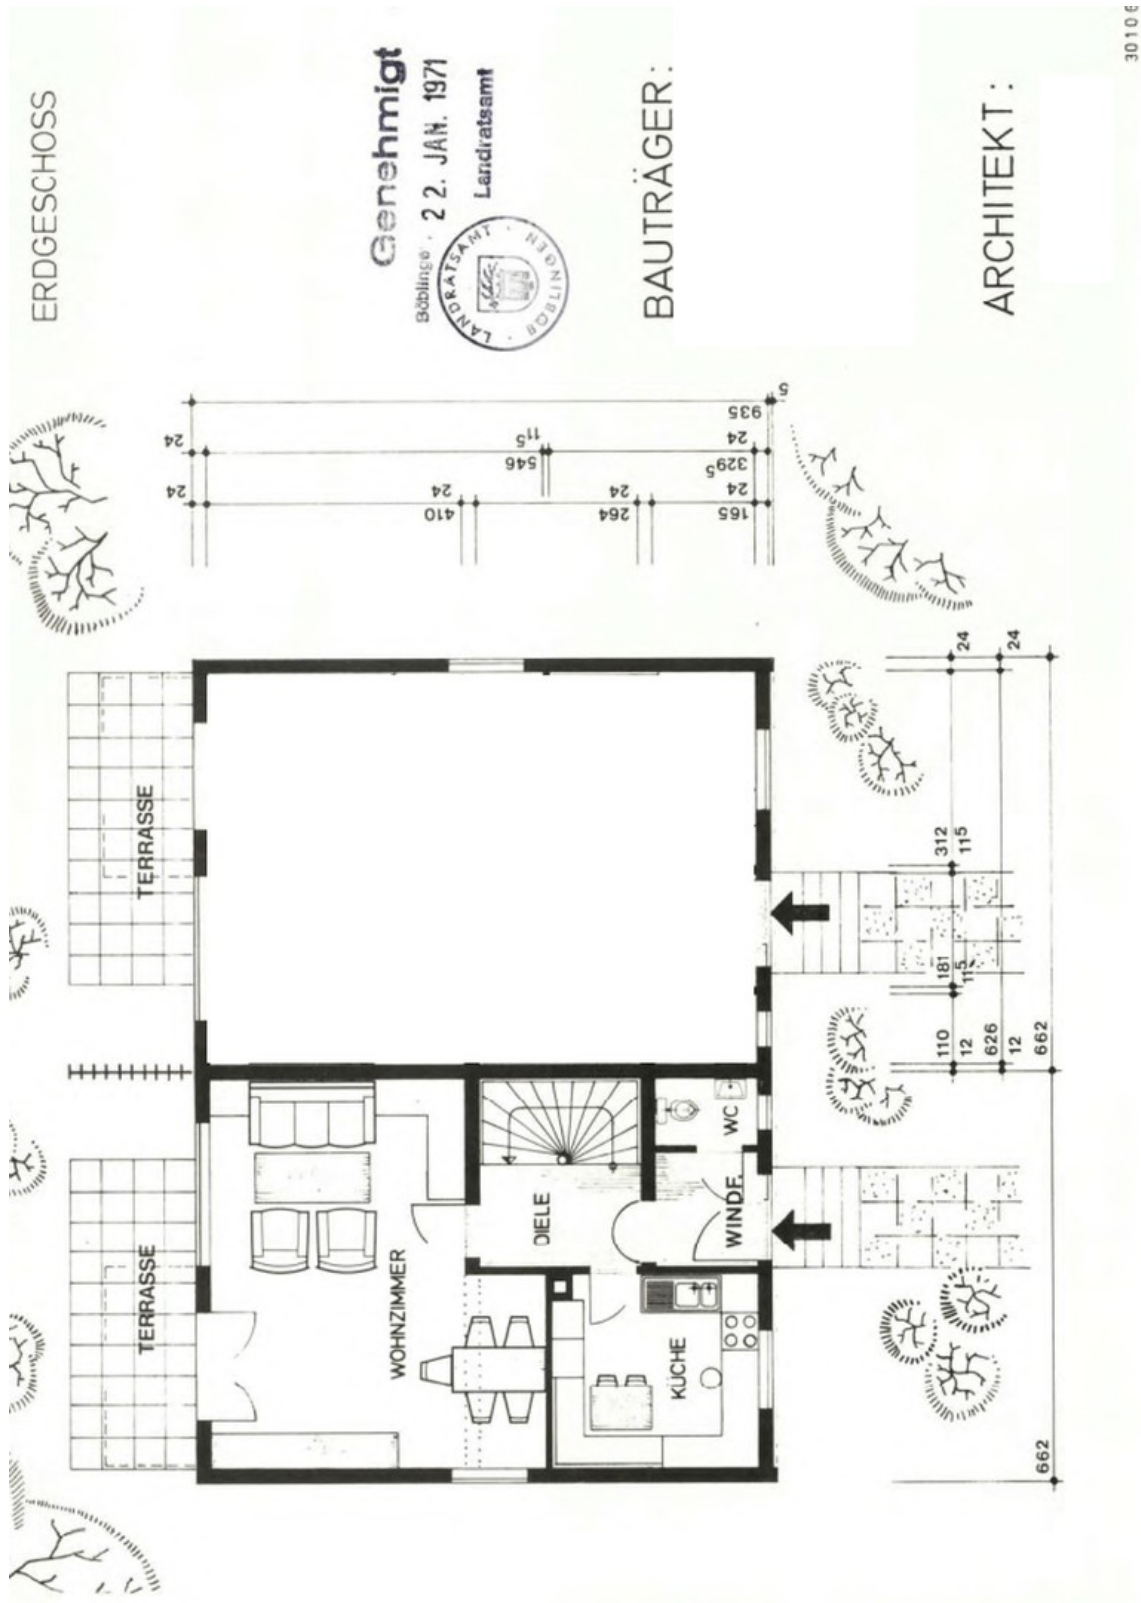 ERDGESCHOSS
Genehmigt
22. JAN. 1971
Landratsamt
LANDRATSAMT
BÖBLINGEN
BAUTRÄGER:
ARCHITEKT:
30106
24
115
24
5
546
329⁵
935
24
24
24
24
410
264
165
TERRASSE
TERRASSE
WOHNZIMMER
DIELE
KÜCHE
WINDF.
WC
110
181
312
24
12
115
115
626
24
12
662
662